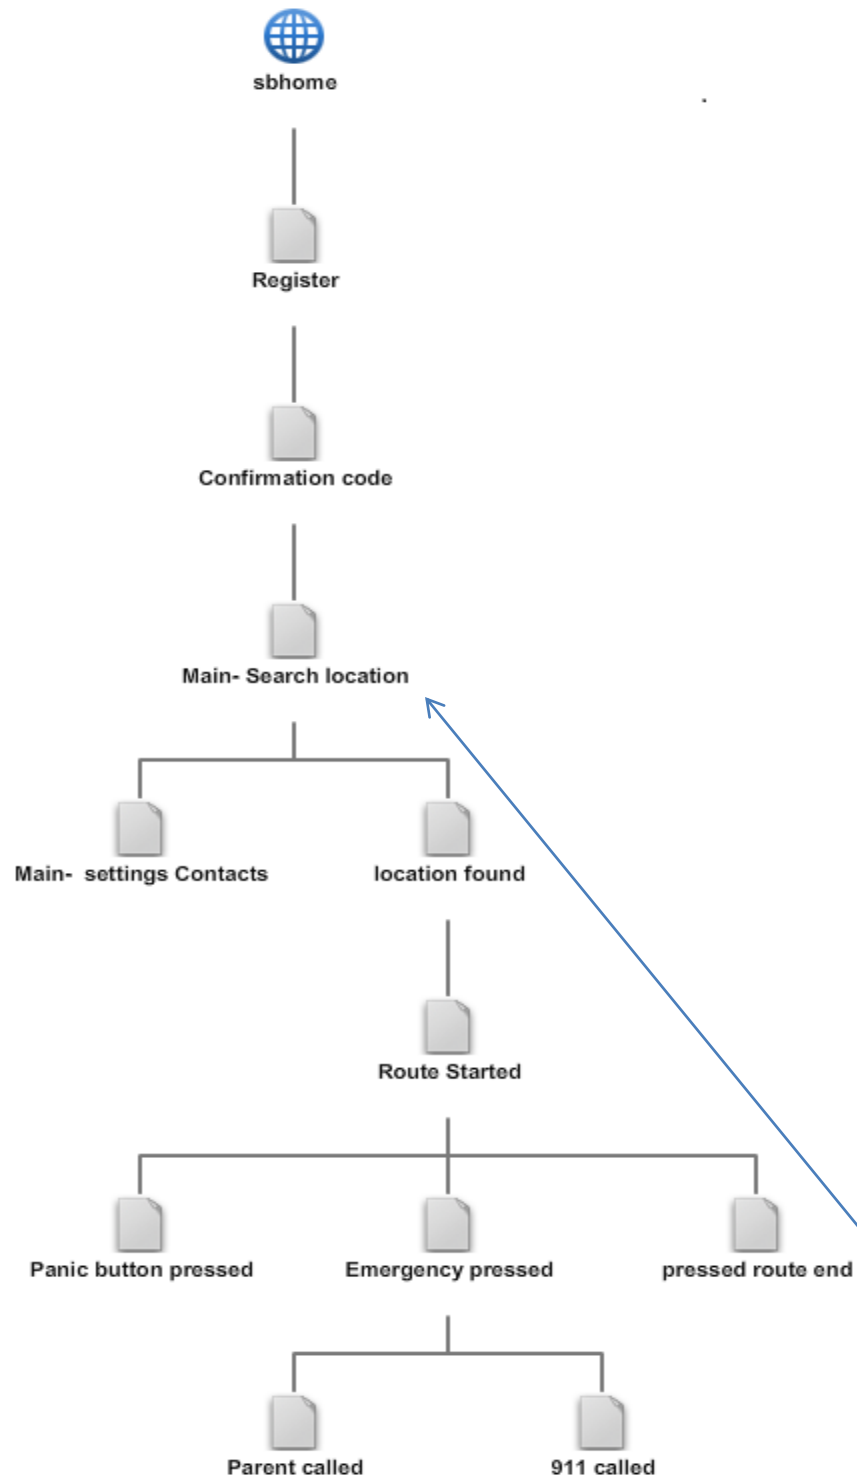 sbhome
.
Register
Confirmation code
Main- Search location
Main-  settings Contacts
location found
Route Started
Panic button pressed
Emergency pressed
pressed route end
Parent called
911 called